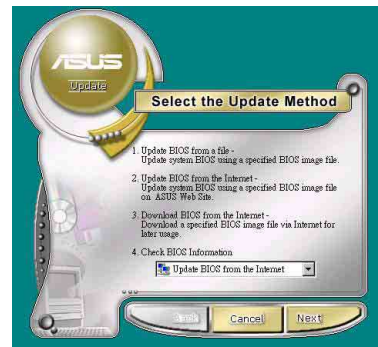 ASUS
Update
Select the Update Method
1. Update BIOS from a file -
Update system BIOS using a specified BIOS image file.
2. Update BIOS from the Internet -
Update system BIOS using a specified BIOS image file
on ASUS Web Site.
3. Download BIOS from the Internet -
Download a specified BIOS image file via Internet for
later usage.
4. Check BIOS Information
Update BIOS from the Internet
Back Cancel Next